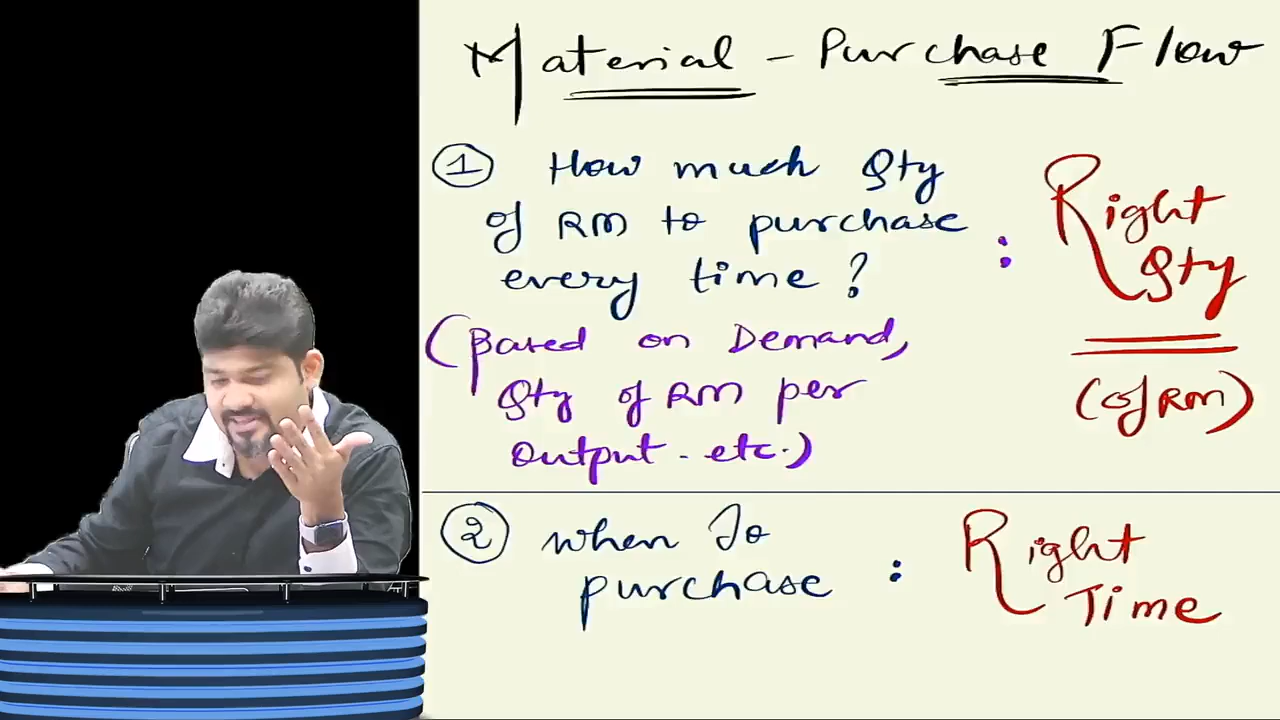 Material - Purchase Flow
① How much Qty
of RM to purchase
every time ?
:
Right
Qty
(of RM)
(Based on Demand,
Qty of RM per
Output. etc.)
② When To
purchase :
Right
Time